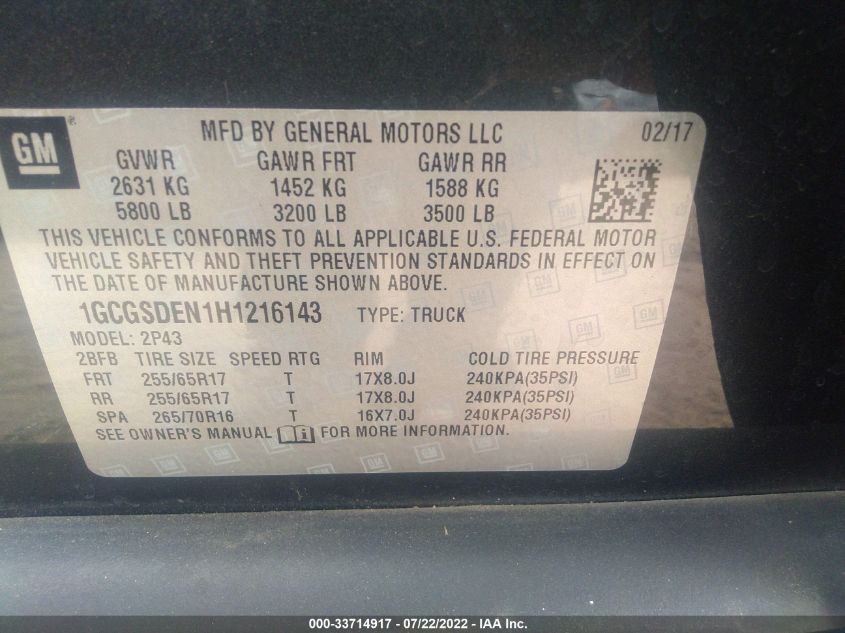 GM ® MFD BY GENERAL MOTORS LLC 02/17
GVWR GAWR FRT GAWR RR
2631 KG 1452 KG 1588 KG
5800 LB 3200 LB 3500 LB
THIS VEHICLE CONFORMS TO ALL APPLICABLE U.S. FEDERAL MOTOR
VEHICLE SAFETY AND THEFT PREVENTION STANDARDS IN EFFECT ON
THE DATE OF MANUFACTURE SHOWN ABOVE.
1GCGSDEN1H1216143 TYPE: TRUCK
MODEL: 2P43
2BFB TIRE SIZE SPEED RTG RIM COLD TIRE PRESSURE
FRT 255/65R17 T 17X8.0J 240KPA(35PSI)
RR 255/65R17 T 17X8.0J 240KPA(35PSI)
SPA 265/70R16 T 16X7.0J 240KPA(35PSI)
SEE OWNER'S MANUAL i FOR MORE INFORMATION.
000-33714917 - 07/22/2022 - IAA Inc.